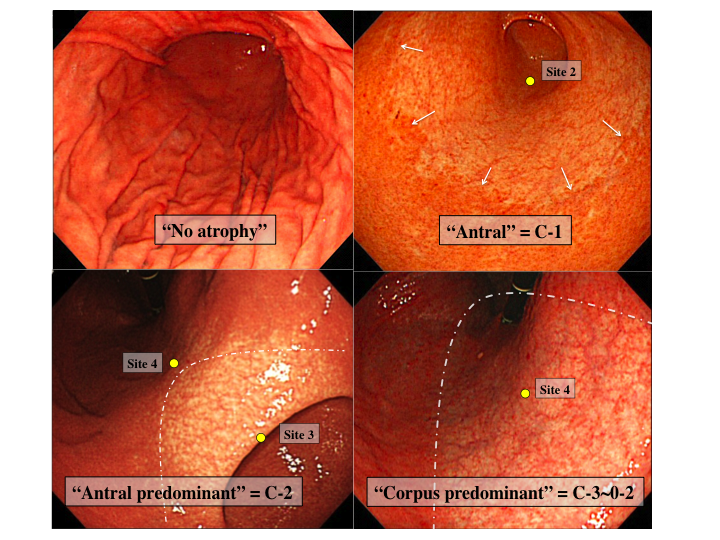 “No atrophy”
Site 2
“Antral” = C-1
Site 4
Site 3
“Antral predominant” = C-2
Site 4
“Corpus predominant” = C-3~0-2